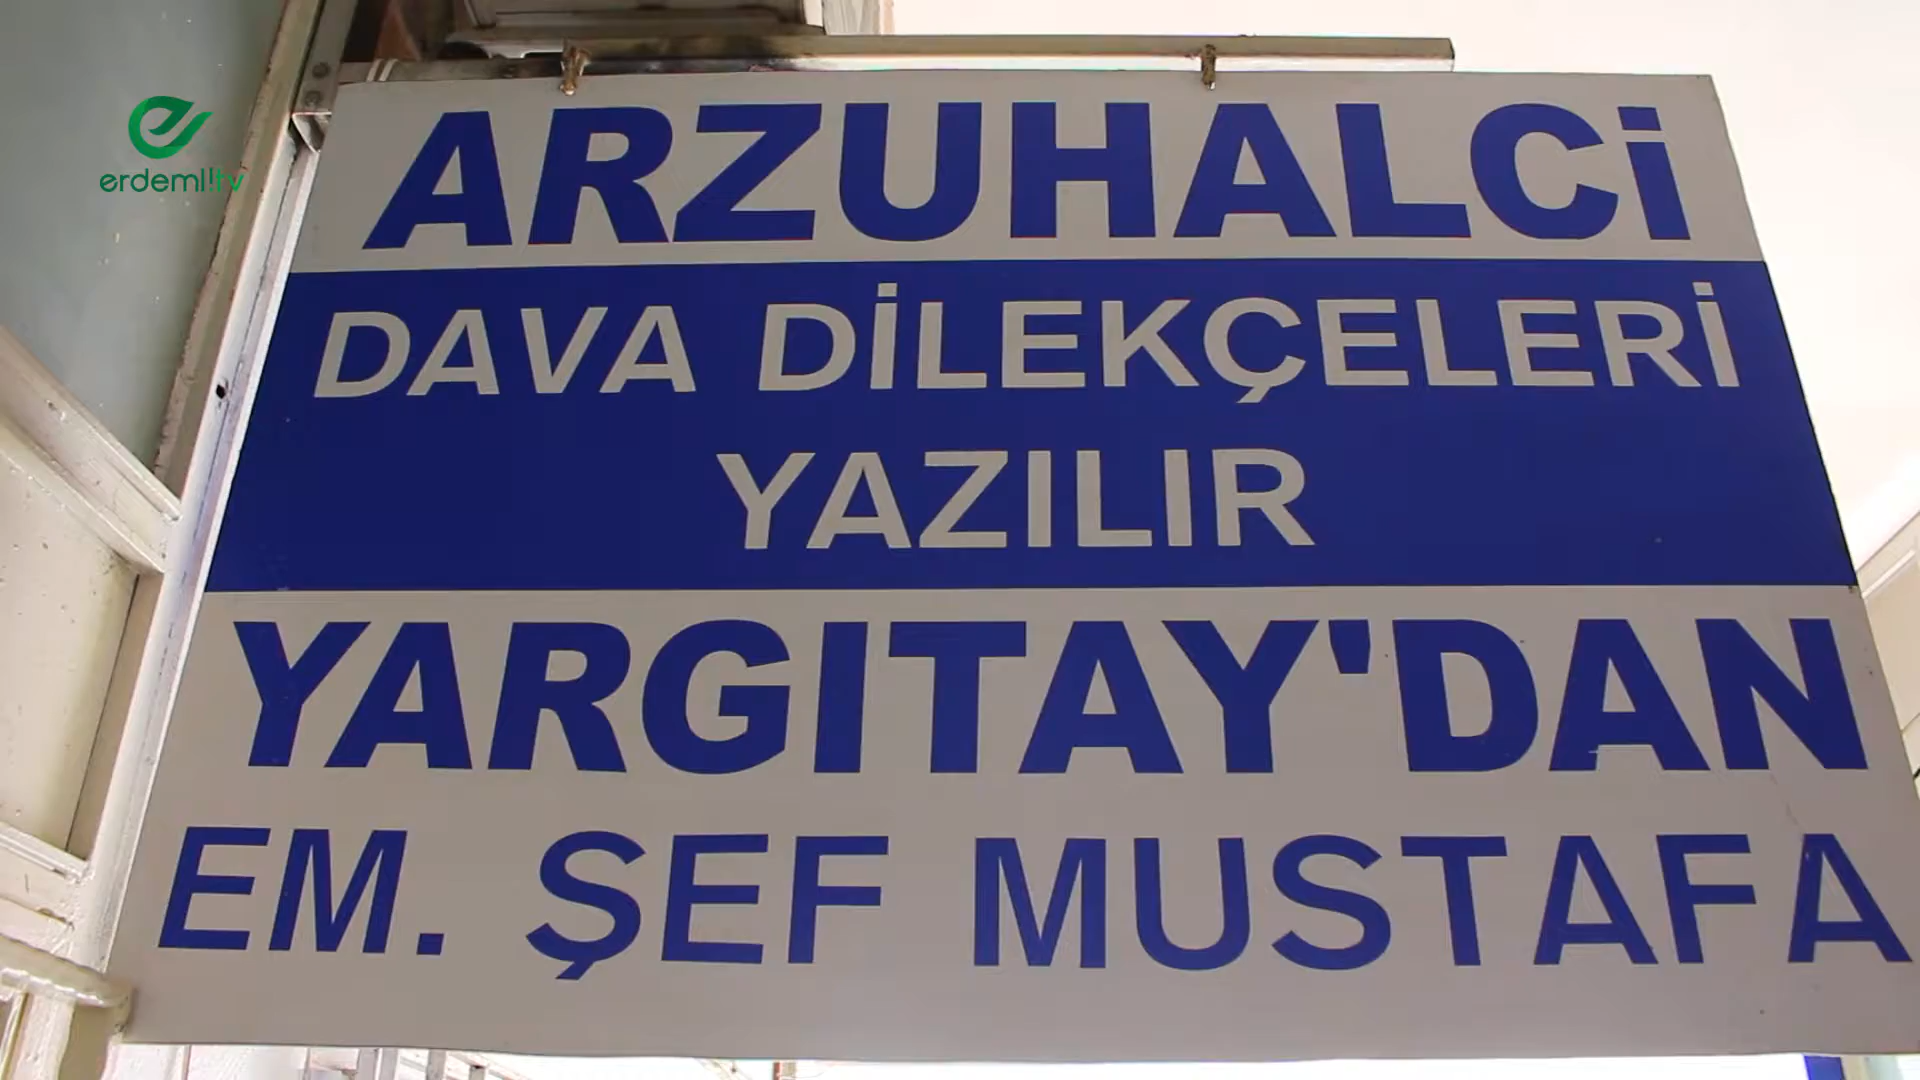 erdemli!tv
ARZUHALCİ
DAVA DİLEKÇELERİ
YAZILIR
YARGITAY'DAN
EM. ŞEF MUSTAFA